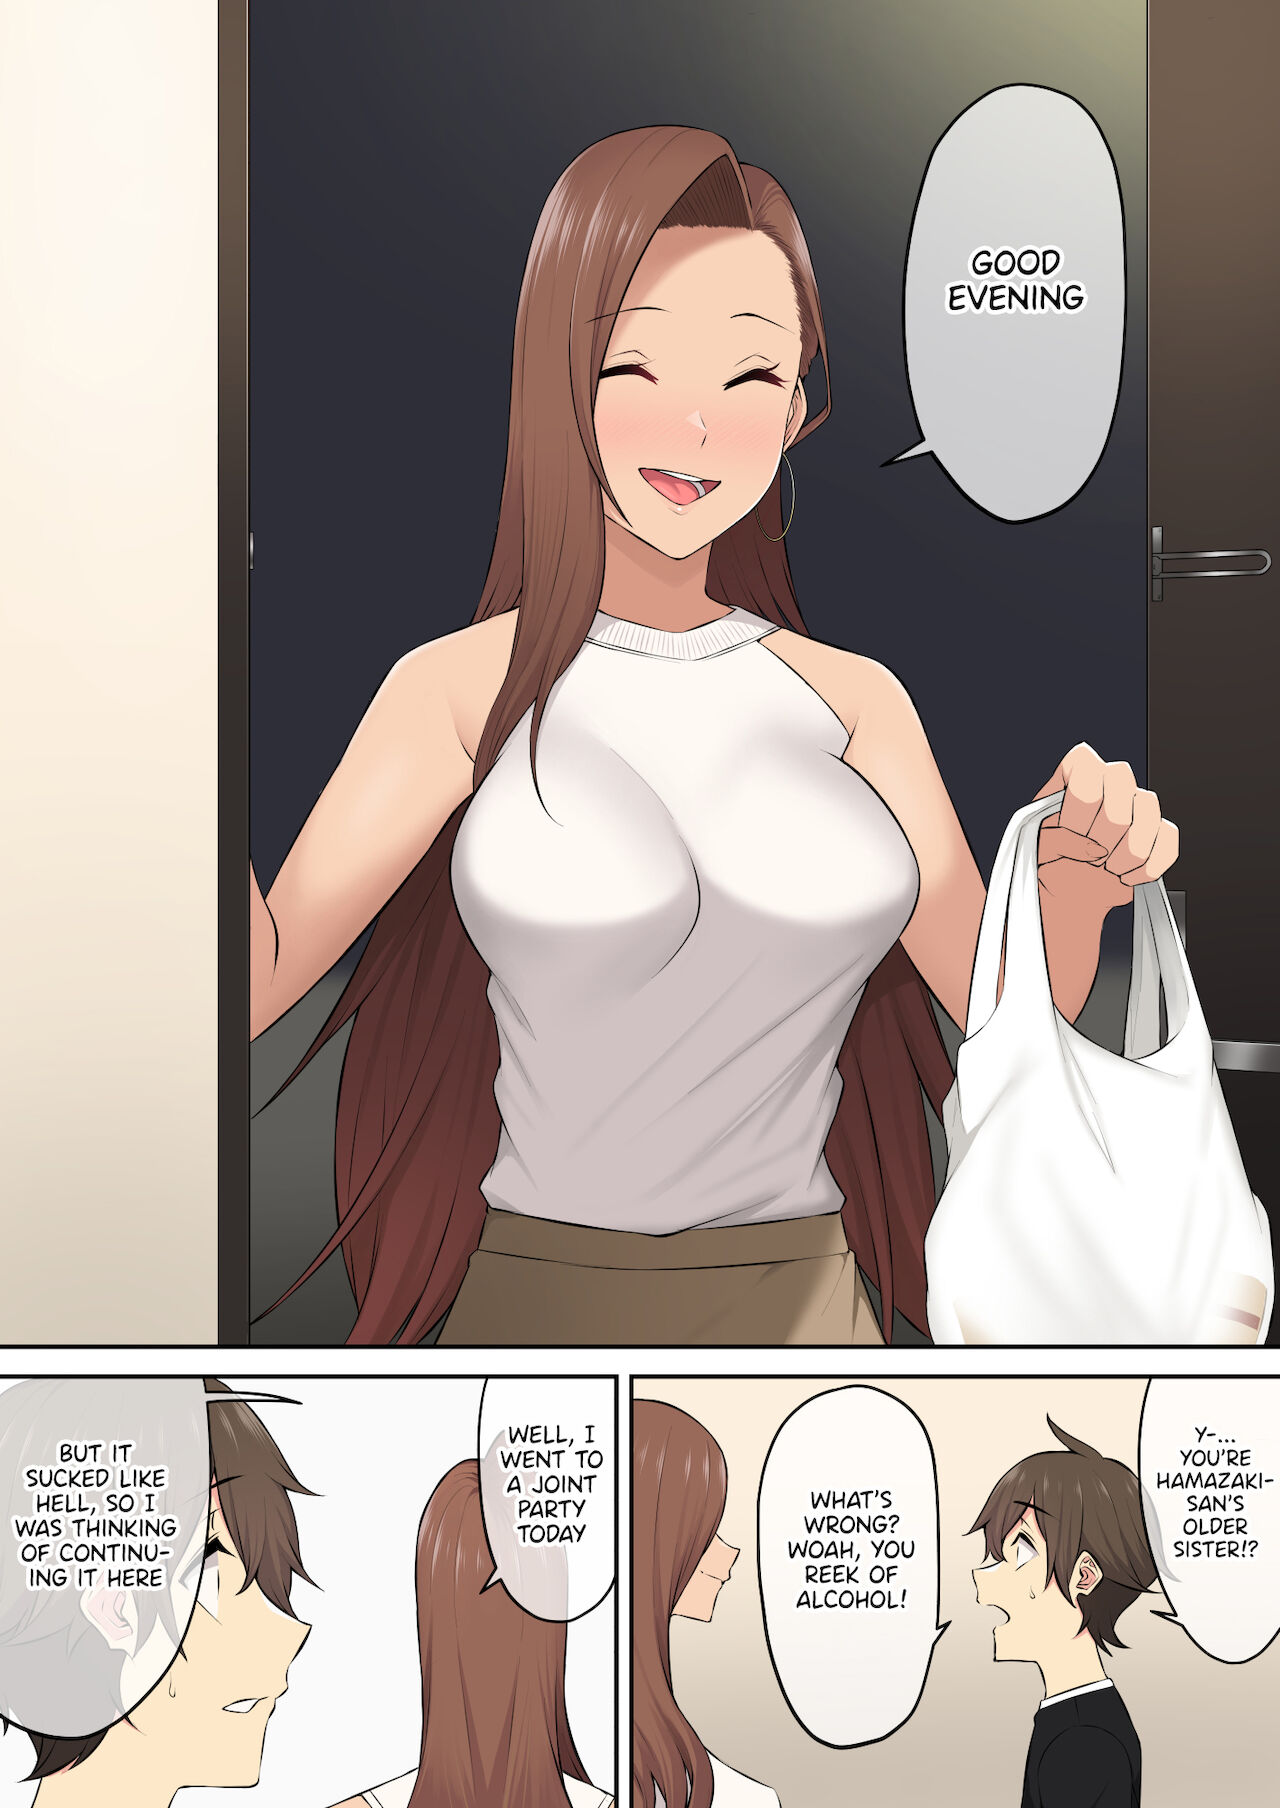 GOOD
EVENING
Y-...
YOU'RE
HAMAZAKI-
SAN'S
OLDER
SISTER!?
WHAT'S
WRONG?
WOAH, YOU
REEK OF
ALCOHOL!
WELL, I
WENT TO
A JOINT
PARTY
TODAY
BUT IT
SUCKED LIKE
HELL, SO I
WAS THINKING
OF CONTINU-
ING IT HERE